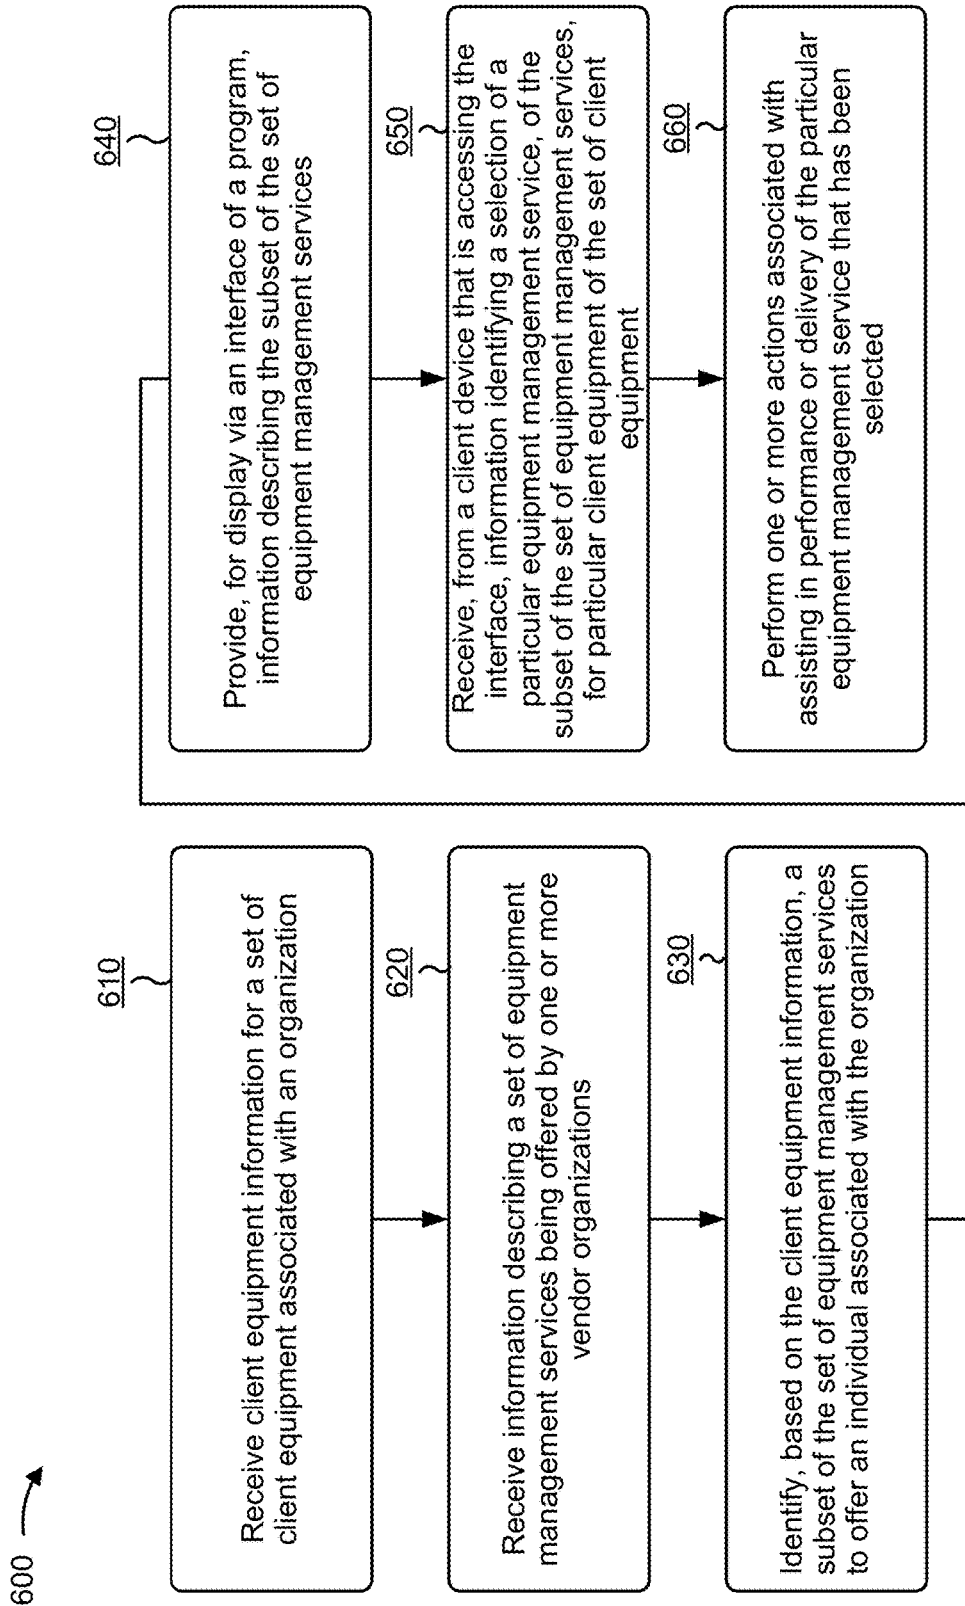 600
610
Receive client equipment information for a set of
client equipment associated with an organization
620
Receive information describing a set of equipment
management services being offered by one or more
vendor organizations
630
Identify, based on the client equipment information, a
subset of the set of equipment management services
to offer an individual associated with the organization
640
Provide, for display via an interface of a program,
information describing the subset of the set of
equipment management services
650
Receive, from a client device that is accessing the
interface, information identifying a selection of a
particular equipment management service, of the
subset of the set of equipment management services,
for particular client equipment of the set of client
equipment
660
Perform one or more actions associated with
assisting in performance or delivery of the particular
equipment management service that has been
selected